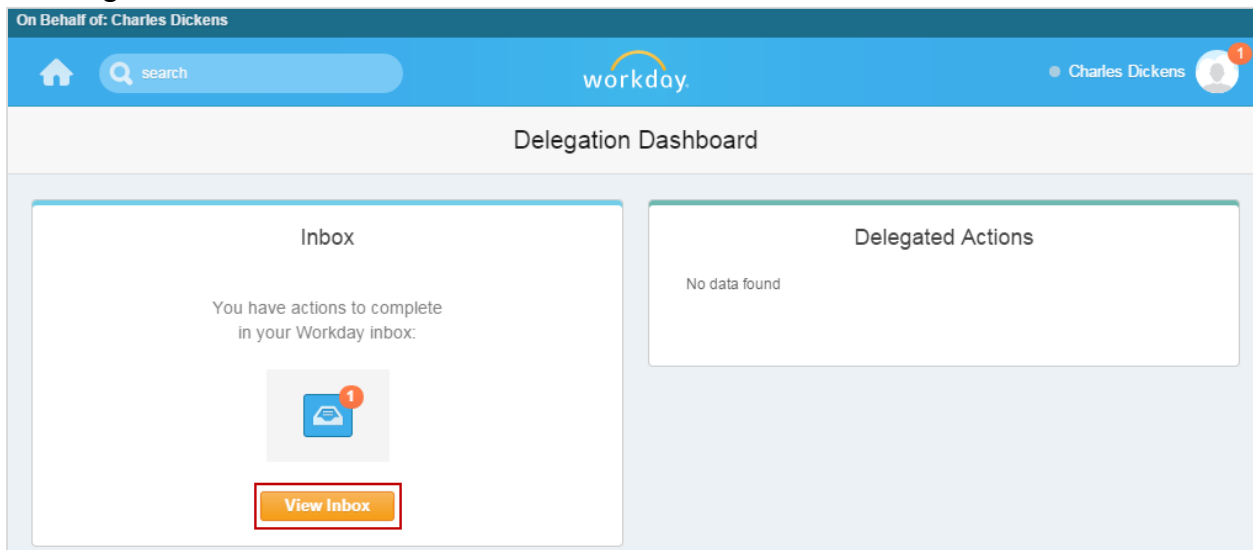 On Behalf of: Charles Dickens
search
workday.
Charles Dickens
1
Delegation Dashboard
Inbox
You have actions to complete
in your Workday inbox:
1
View Inbox
Delegated Actions
No data found